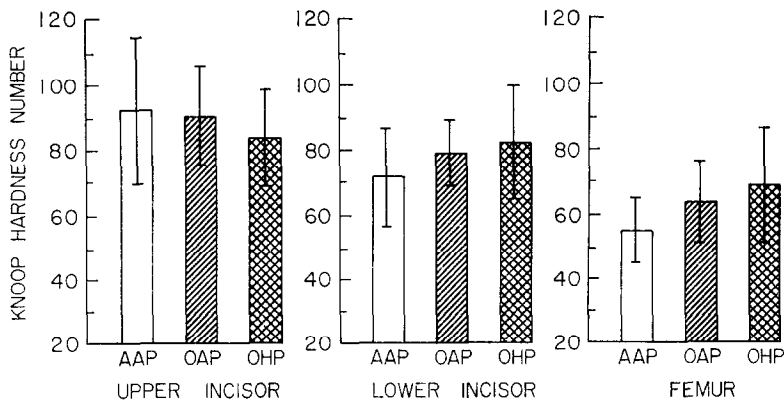 KNOOP HARDNESS NUMBER
120
100
80
60
40
20
AAP OAP OHP
UPPER INCISOR
120
100
80
60
40
20
AAP OAP OHP
LOWER INCISOR
120
100
80
60
40
20
AAP OAP OHP
FEMUR